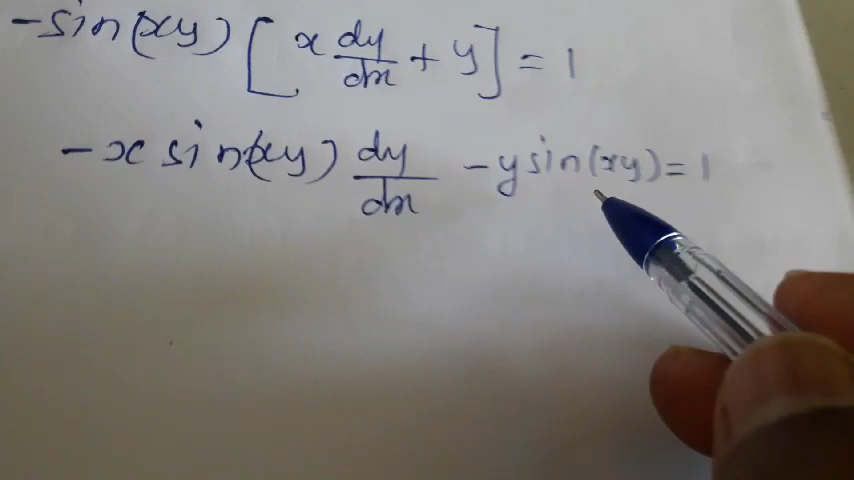 -sin(xy) [x dy/dx + y] = 1
-x sin(xy) dy/dx - y sin(xy) = 1